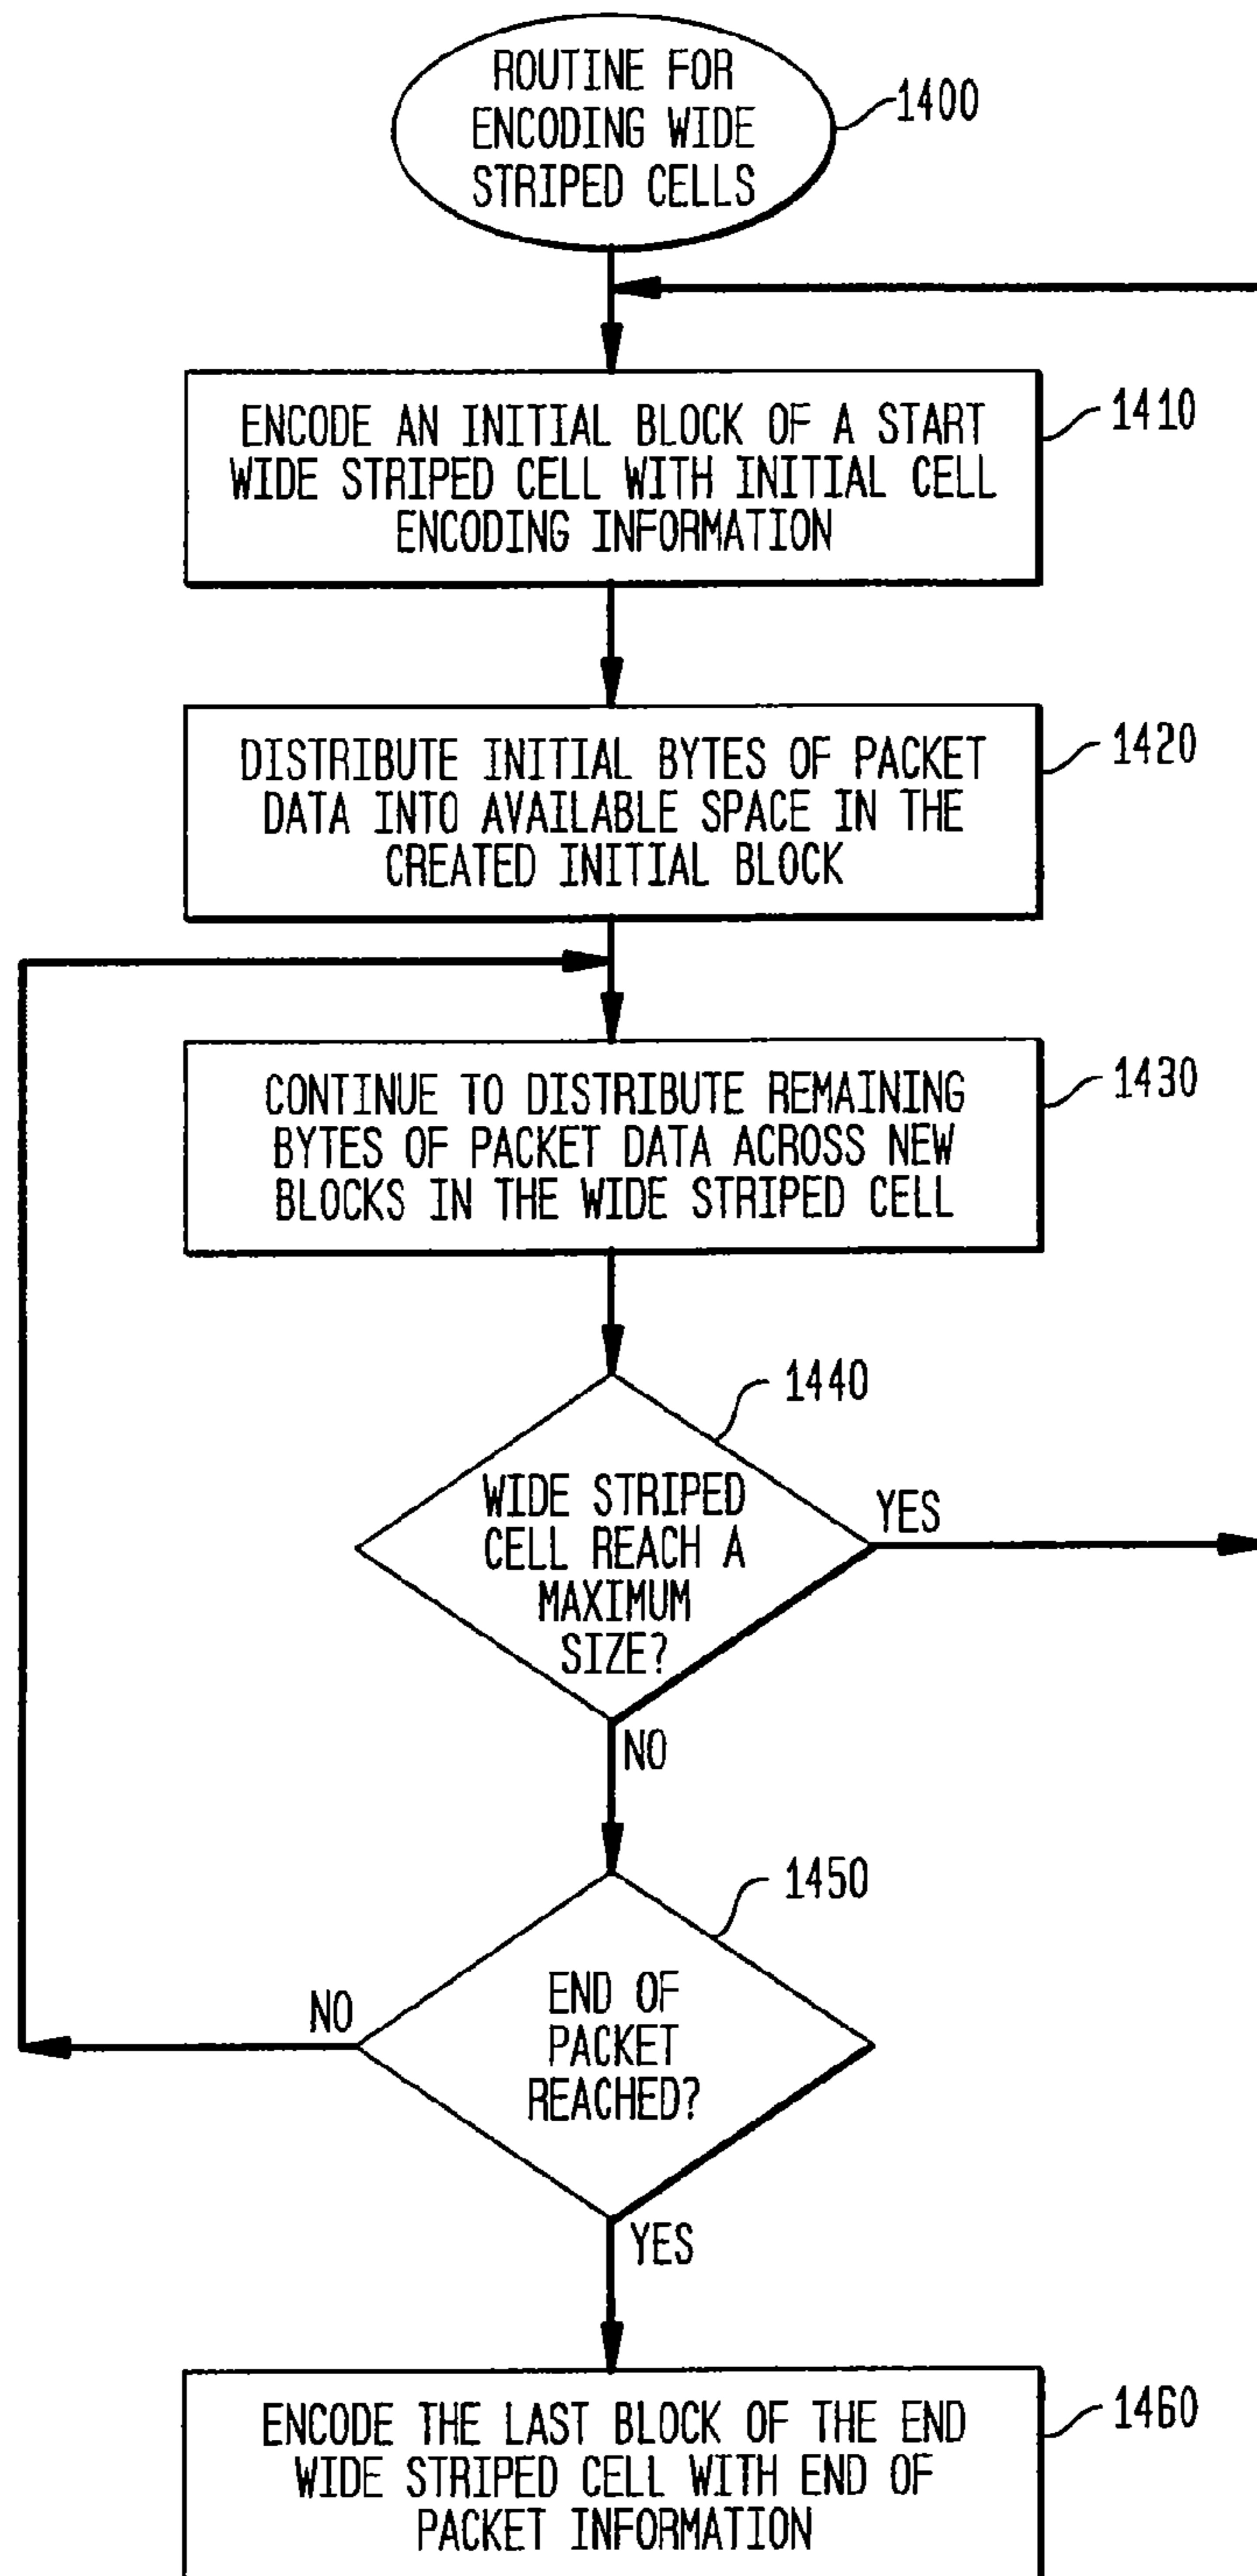 ROUTINE FOR
ENCODING WIDE
STRIPED CELLS
1400
ENCODE AN INITIAL BLOCK OF A START
WIDE STRIPED CELL WITH INITIAL CELL
ENCODING INFORMATION
1410
DISTRIBUTE INITIAL BYTES OF PACKET
DATA INTO AVAILABLE SPACE IN THE
CREATED INITIAL BLOCK
1420
CONTINUE TO DISTRIBUTE REMAINING
BYTES OF PACKET DATA ACROSS NEW
BLOCKS IN THE WIDE STRIPED CELL
1430
1440
WIDE STRIPED
CELL REACH A
MAXIMUM
SIZE?
YES
NO
1450
END OF
PACKET
REACHED?
NO
YES
ENCODE THE LAST BLOCK OF THE END
WIDE STRIPED CELL WITH END OF
PACKET INFORMATION
1460